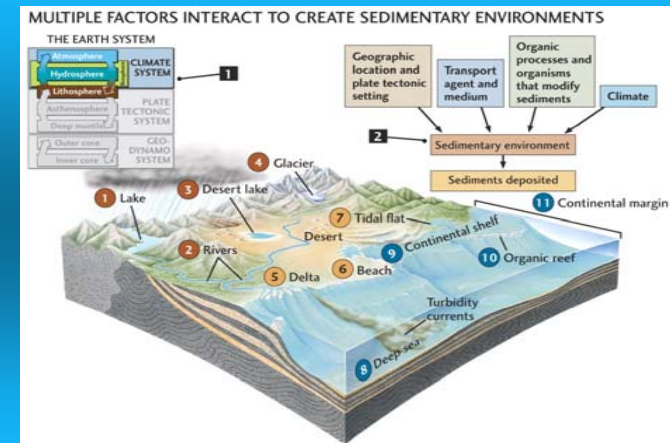 MULTIPLE FACTORS INTERACT TO CREATE SEDIMENTARY ENVIRONMENTS
THE EARTH SYSTEM
Atmosphere
Hydrosphere
Lithosphere
Asthenosphere
Deep mantle
Outer core
Inner core
CLIMATE
SYSTEM
PLATE
TECTONIC
SYSTEM
GEO-
DYNAMO
SYSTEM
1
Geographic
location and
plate tectonic
setting
Transport
agent and
medium
Organic
processes and
organisms
that modify
sediments
Climate
2
Sedimentary environment
Sediments deposited
1 Lake
2 Rivers
3 Desert lake
4 Glacier
Desert
5 Delta
6 Beach
7 Tidal flat
8 Deep sea
Turbidity
currents
9 Continental shelf
10 Organic reef
11 Continental margin